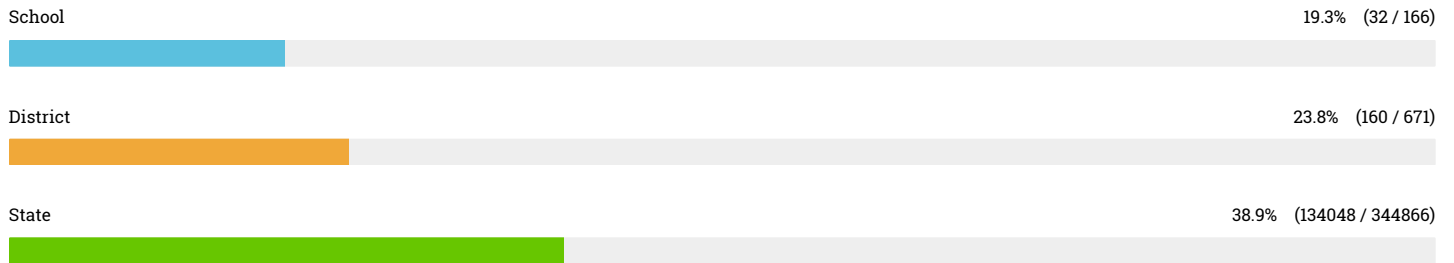 School 19.3% (32 / 166)
District 23.8% (160 / 671)
State 38.9% (134048 / 344866)